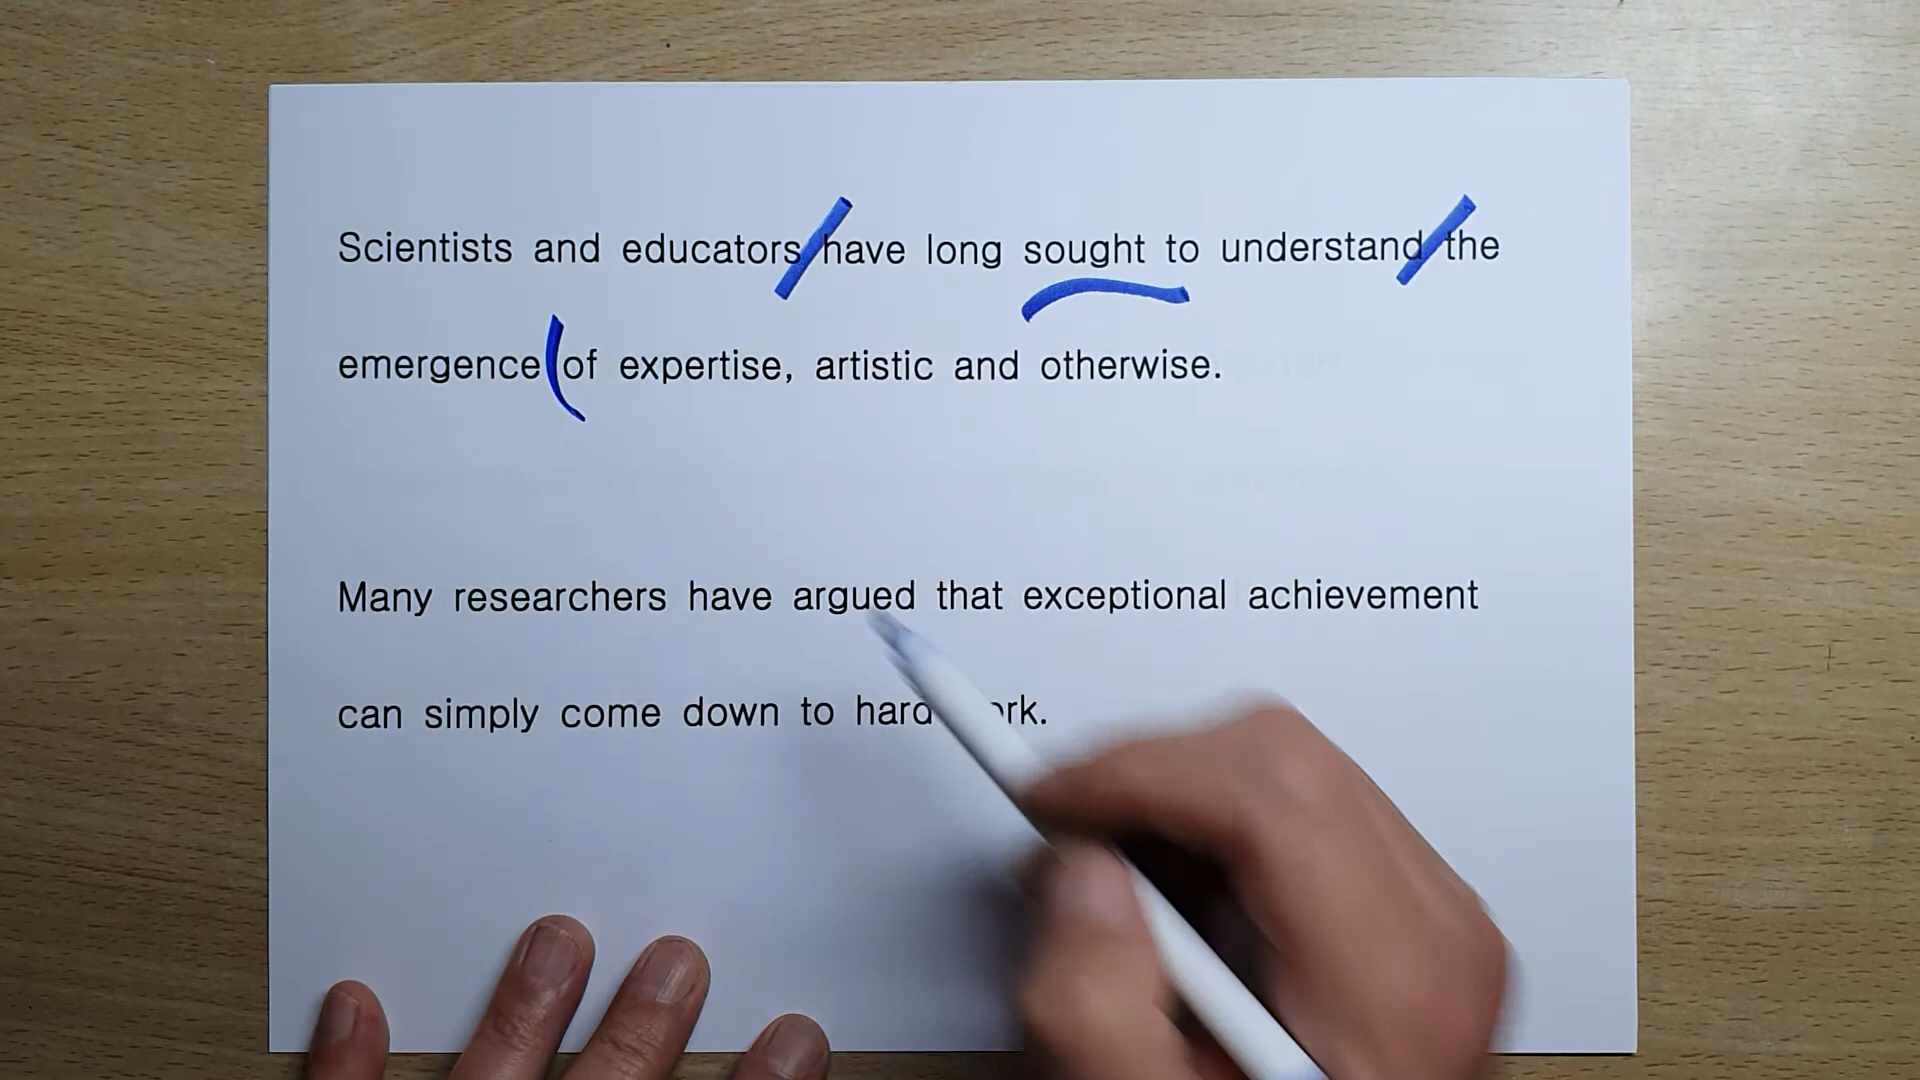 Scientists and educators have long sought to understand the
emergence of expertise, artistic and otherwise.
Many researchers have argued that exceptional achievement
can simply come down to hard